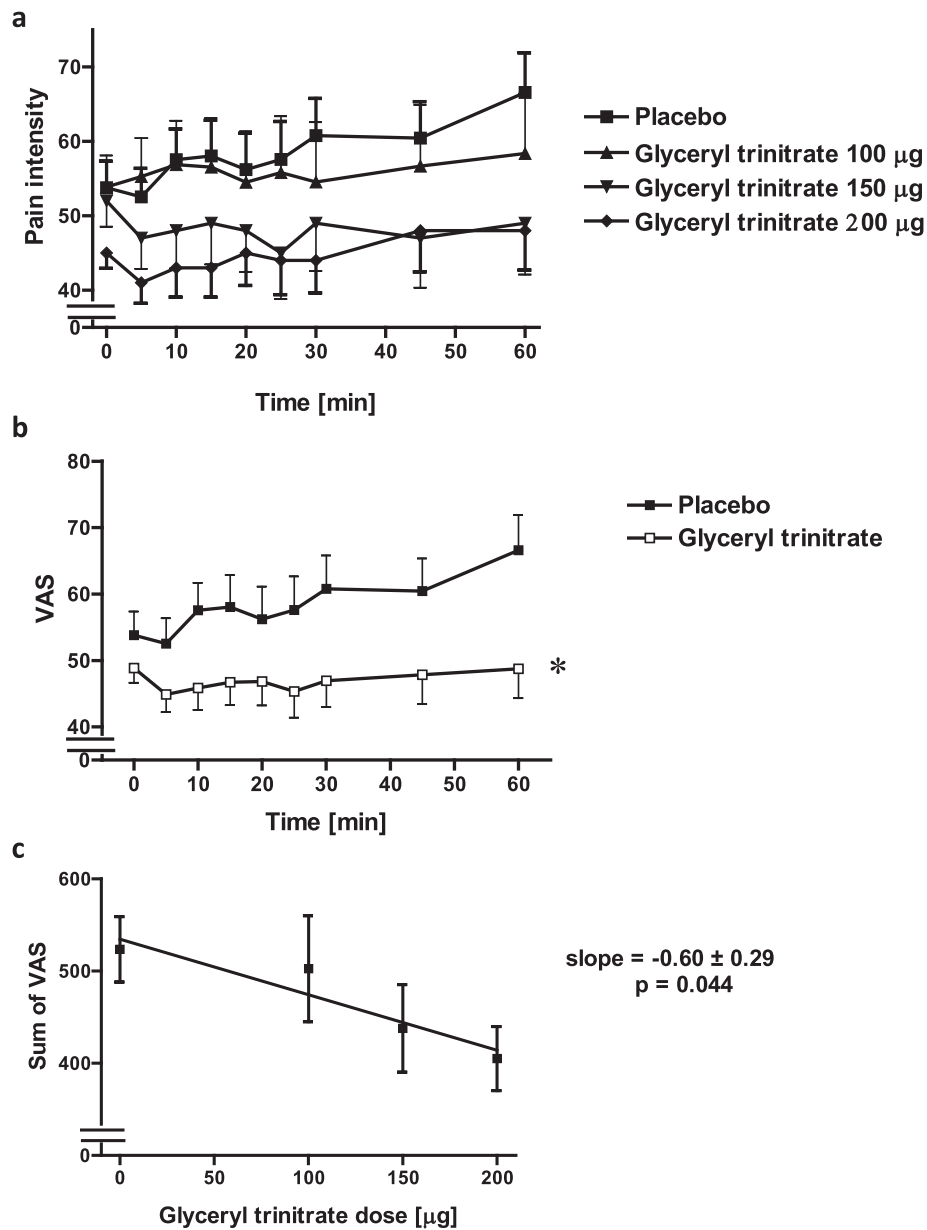 a
70
60
50
40
0
Pain intensity
0 10 20 30 40 50 60
Time [min]
Placebo
Glyceryl trinitrate 100 µg
Glyceryl trinitrate 150 µg
Glyceryl trinitrate 200 µg
b
80
70
60
50
40
0
VAS
0 10 20 30 40 50 60
Time [min]
Placebo
Glyceryl trinitrate
*
c
600
500
400
0
Sum of VAS
0 50 100 150 200
Glyceryl trinitrate dose [µg]
slope = -0.60 ± 0.29
p = 0.044